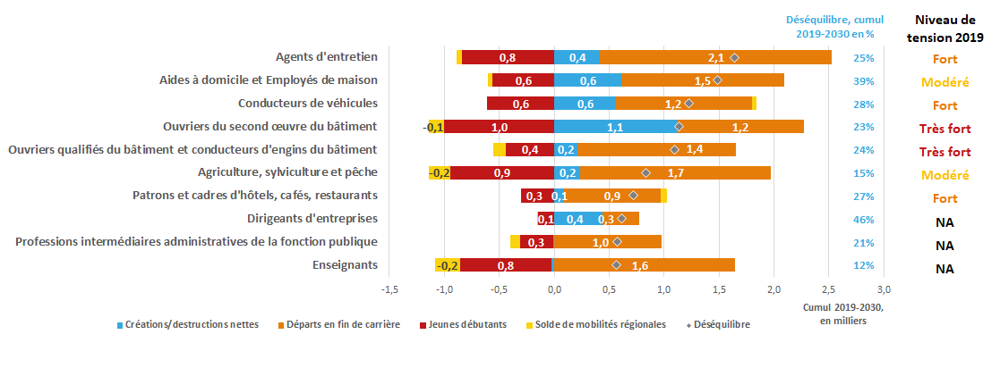 Déséquilibre, cumul
2019-2030 en %
Niveau de
tension 2019
Agents d'entretien 0,8 0,4 2,1 25% Fort
Aides à domicile et Employés de maison 0,6 0,6 1,5 39% Modéré
Conducteurs de véhicules 0,6 0,6 1,2 28% Fort
Ouvriers du second œuvre du bâtiment -0,1 1,0 1,1 1,2 23% Très fort
Ouvriers qualifiés du bâtiment et conducteurs d'engins du bâtiment 0,4 0,2 1,4 24% Très fort
Agriculture, sylviculture et pêche -0,2 0,9 0,2 1,7 15% Modéré
Patrons et cadres d'hôtels, cafés, restaurants 0,3 0,1 0,9 27% Fort
Dirigeants d'entreprises 0,1 0,4 0,3 46% NA
Professions intermédiaires administratives de la fonction publique 0,3 1,0 21% NA
Enseignants -0,2 0,8 1,6 12% NA
-1,5 -1,0 -0,5 0,0 0,5 1,0 1,5 2,0 2,5 3,0
Cumul 2019-2030,
en milliers
Créations/destructions nettes Départs en fin de carrière Jeunes débutants Solde de mobilités régionales Déséquilibre